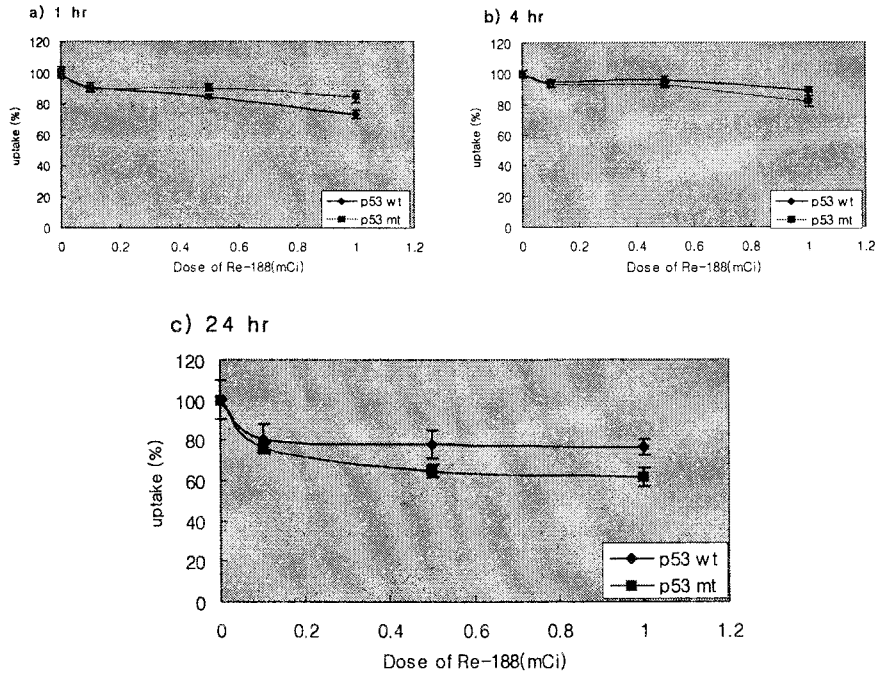 a) 1 hr
120
100
80
60
40
20
0
uptake (%)
p53 wt
p53 mt
0 0.2 0.4 0.6 0.8 1 1.2
Dose of Re-188(mCi)
b) 4 hr
120
100
80
60
40
20
0
uptake (%)
p53 wt
p53 mt
0 0.2 0.4 0.6 0.8 1 1.2
Dose of Re-188(mCi)
c) 24 hr
120
100
80
60
40
20
0
uptake (%)
p53 wt
p53 mt
0 0.2 0.4 0.6 0.8 1 1.2
Dose of Re-188(mCi)